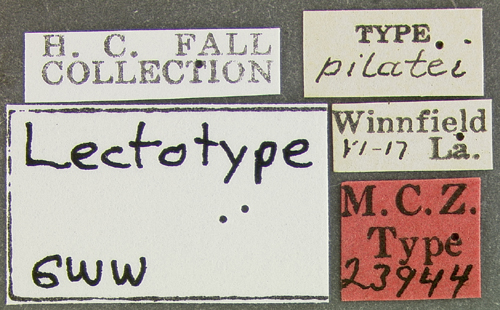 H. C. FALL
COLLECTION
TYPE
pilatei
Lectotype
GWW
Winnfield
VI-17 La.
M.C.Z.
Type
23944